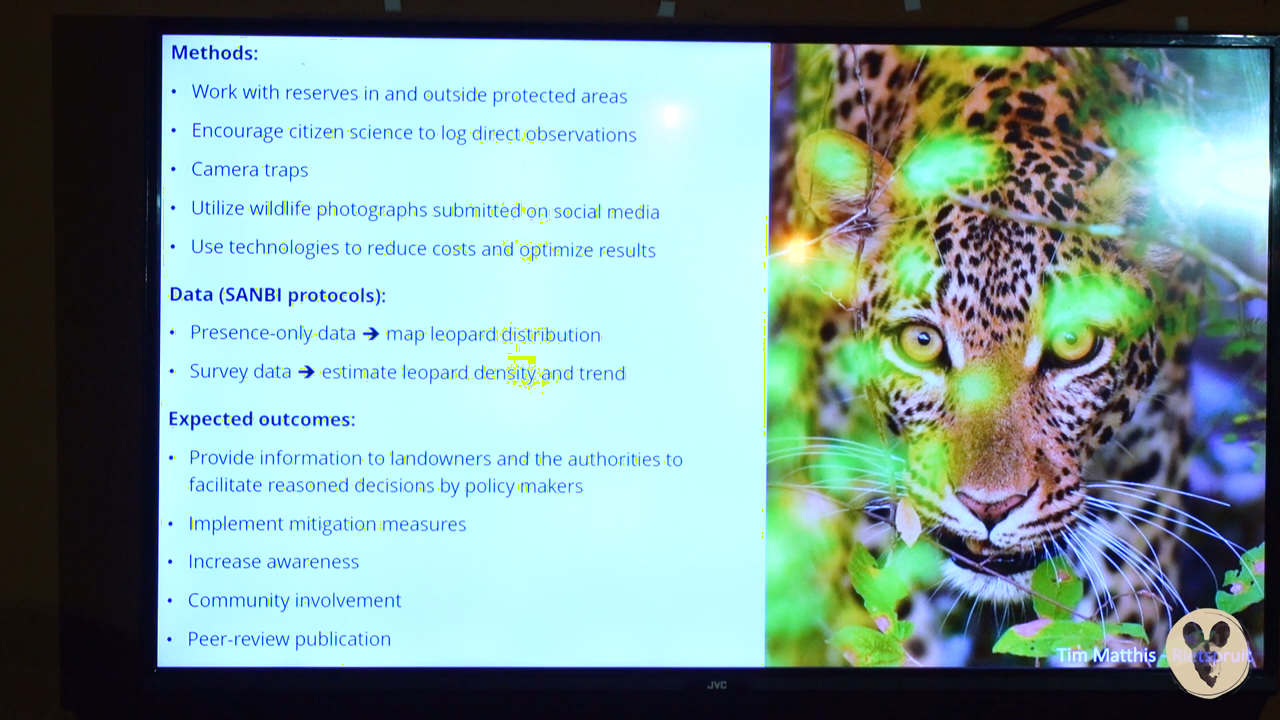 Methods:
• Work with reserves in and outside protected areas
• Encourage citizen science to log direct observations
• Camera traps
• Utilize wildlife photographs submitted on social media
• Use technologies to reduce costs and optimize results
Data (SANBI protocols):
• Presence-only data ➔ map leopard distribution
• Survey data ➔ estimate leopard density and trend
Expected outcomes:
• Provide information to landowners and the authorities to
facilitate reasoned decisions by policy makers
• Implement mitigation measures
• Increase awareness
• Community involvement
• Peer-review publication
Tim Matthis -
JVC